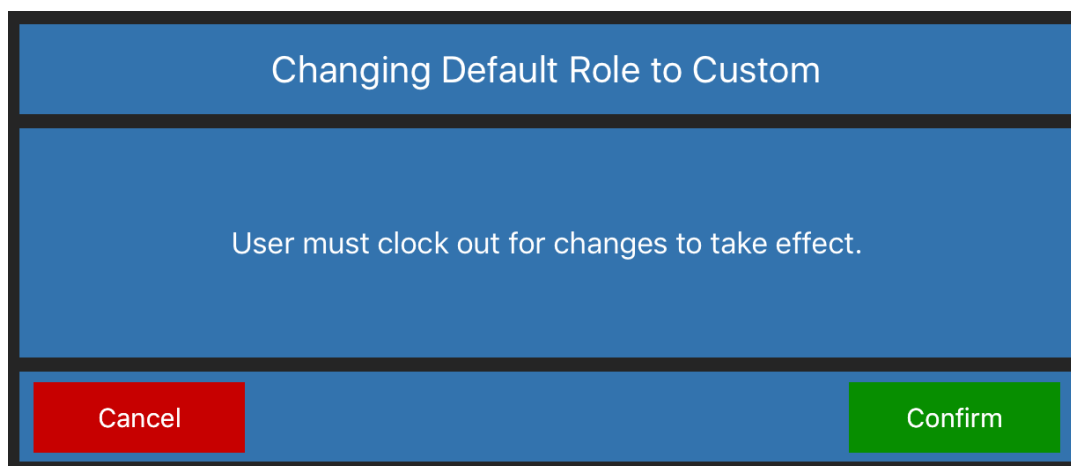 Changing Default Role to Custom
User must clock out for changes to take effect.
Cancel
Confirm